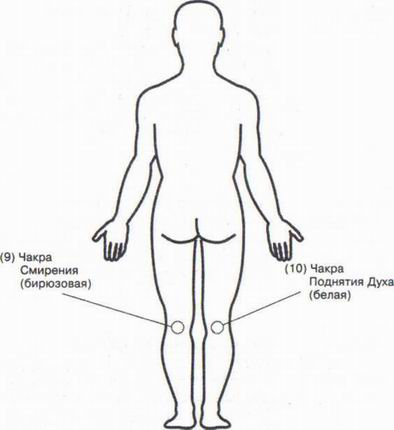 (9) Чакра
Смирения
(бирюзовая)
(10) Чакра
Поднятия Духа
(белая)